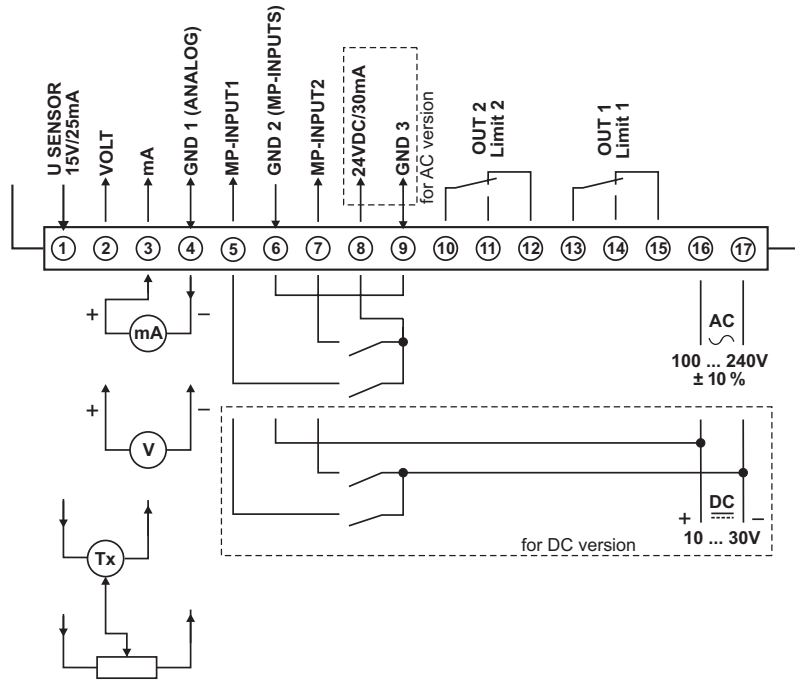 U SENSOR
15V/25mA
VOLT
mA
GND 1 (ANALOG)
MP-INPUT1
GND 2 (MP-INPUTS)
MP-INPUT2
24VDC/30mA
GND 3
for AC version
OUT 2
Limit 2
OUT 1
Limit 1
1 2 3 4 5 6 7 8 9 10 11 12 13 14 15 16 17
+ mA −
AC
100 ... 240V
± 10 %
+ V −
+ DC −
10 ... 30V
for DC version
Tx